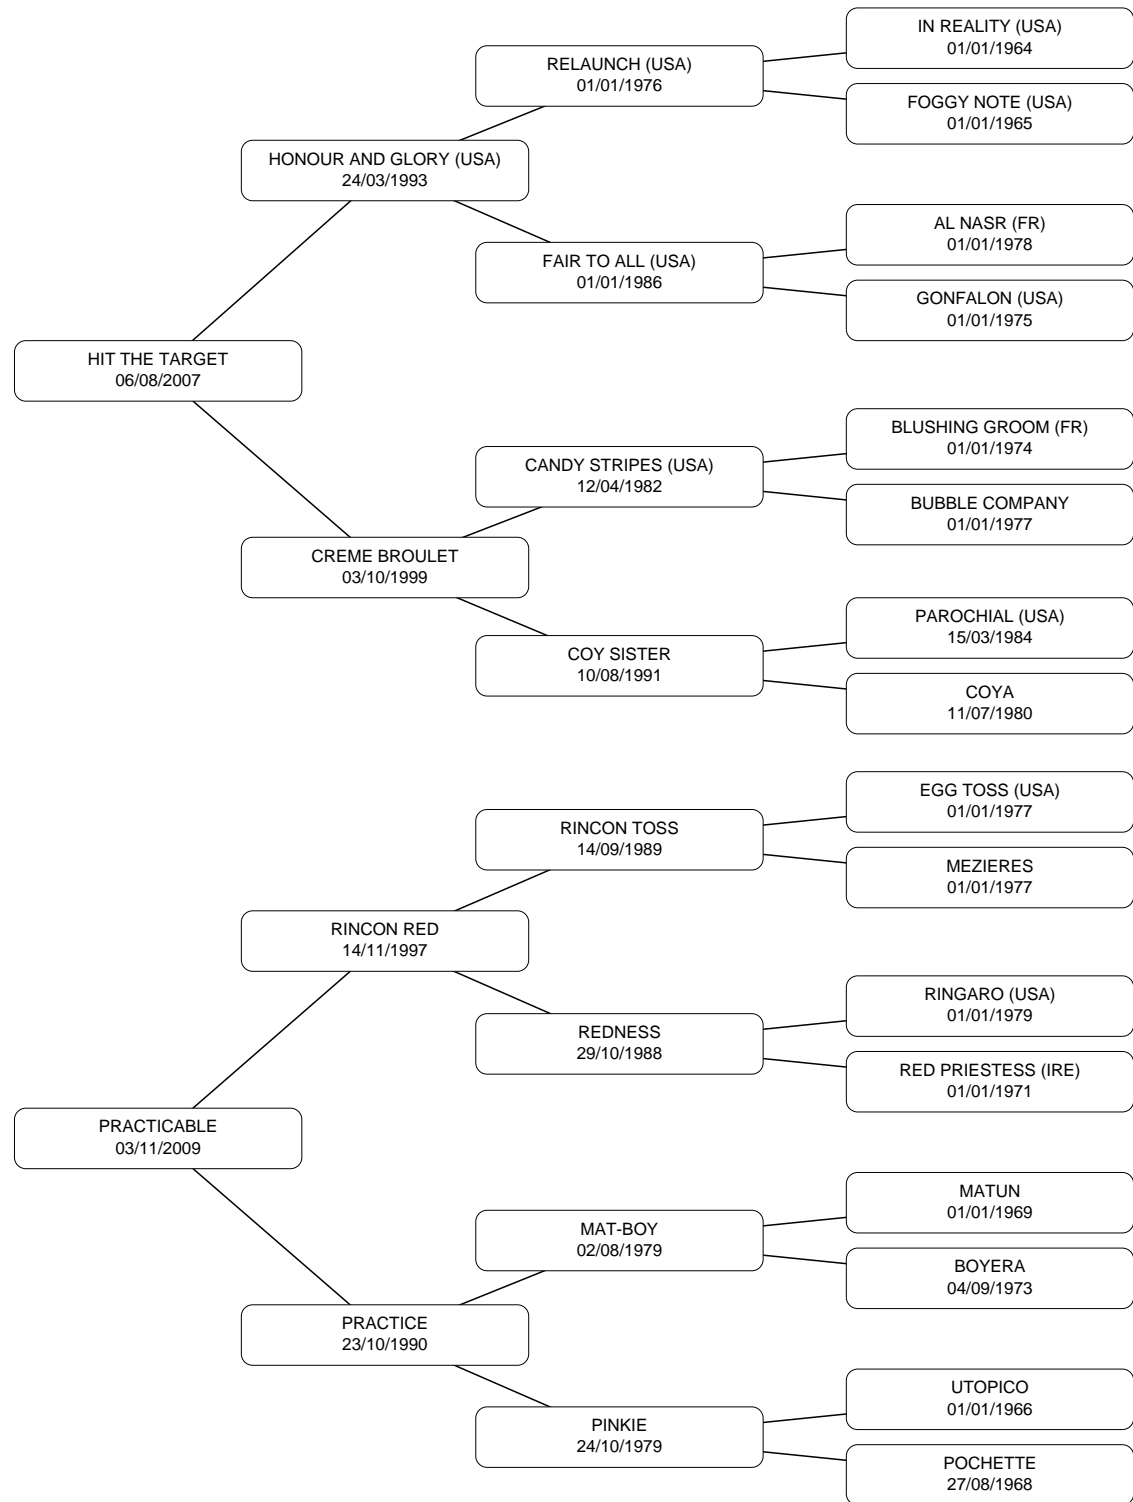 IN REALITY (USA)
01/01/1964
RELAUNCH (USA)
01/01/1976
FOGGY NOTE (USA)
01/01/1965
HONOUR AND GLORY (USA)
24/03/1993
AL NASR (FR)
01/01/1978
FAIR TO ALL (USA)
01/01/1986
GONFALON (USA)
01/01/1975
HIT THE TARGET
06/08/2007
BLUSHING GROOM (FR)
01/01/1974
CANDY STRIPES (USA)
12/04/1982
BUBBLE COMPANY
01/01/1977
CREME BROULET
03/10/1999
PAROCHIAL (USA)
15/03/1984
COY SISTER
10/08/1991
COYA
11/07/1980
EGG TOSS (USA)
01/01/1977
RINCON TOSS
14/09/1989
MEZIERES
01/01/1977
RINCON RED
14/11/1997
RINGARO (USA)
01/01/1979
REDNESS
29/10/1988
RED PRIESTESS (IRE)
01/01/1971
PRACTICABLE
03/11/2009
MATUN
01/01/1969
MAT-BOY
02/08/1979
BOYERA
04/09/1973
PRACTICE
23/10/1990
UTOPICO
01/01/1966
PINKIE
24/10/1979
POCHETTE
27/08/1968